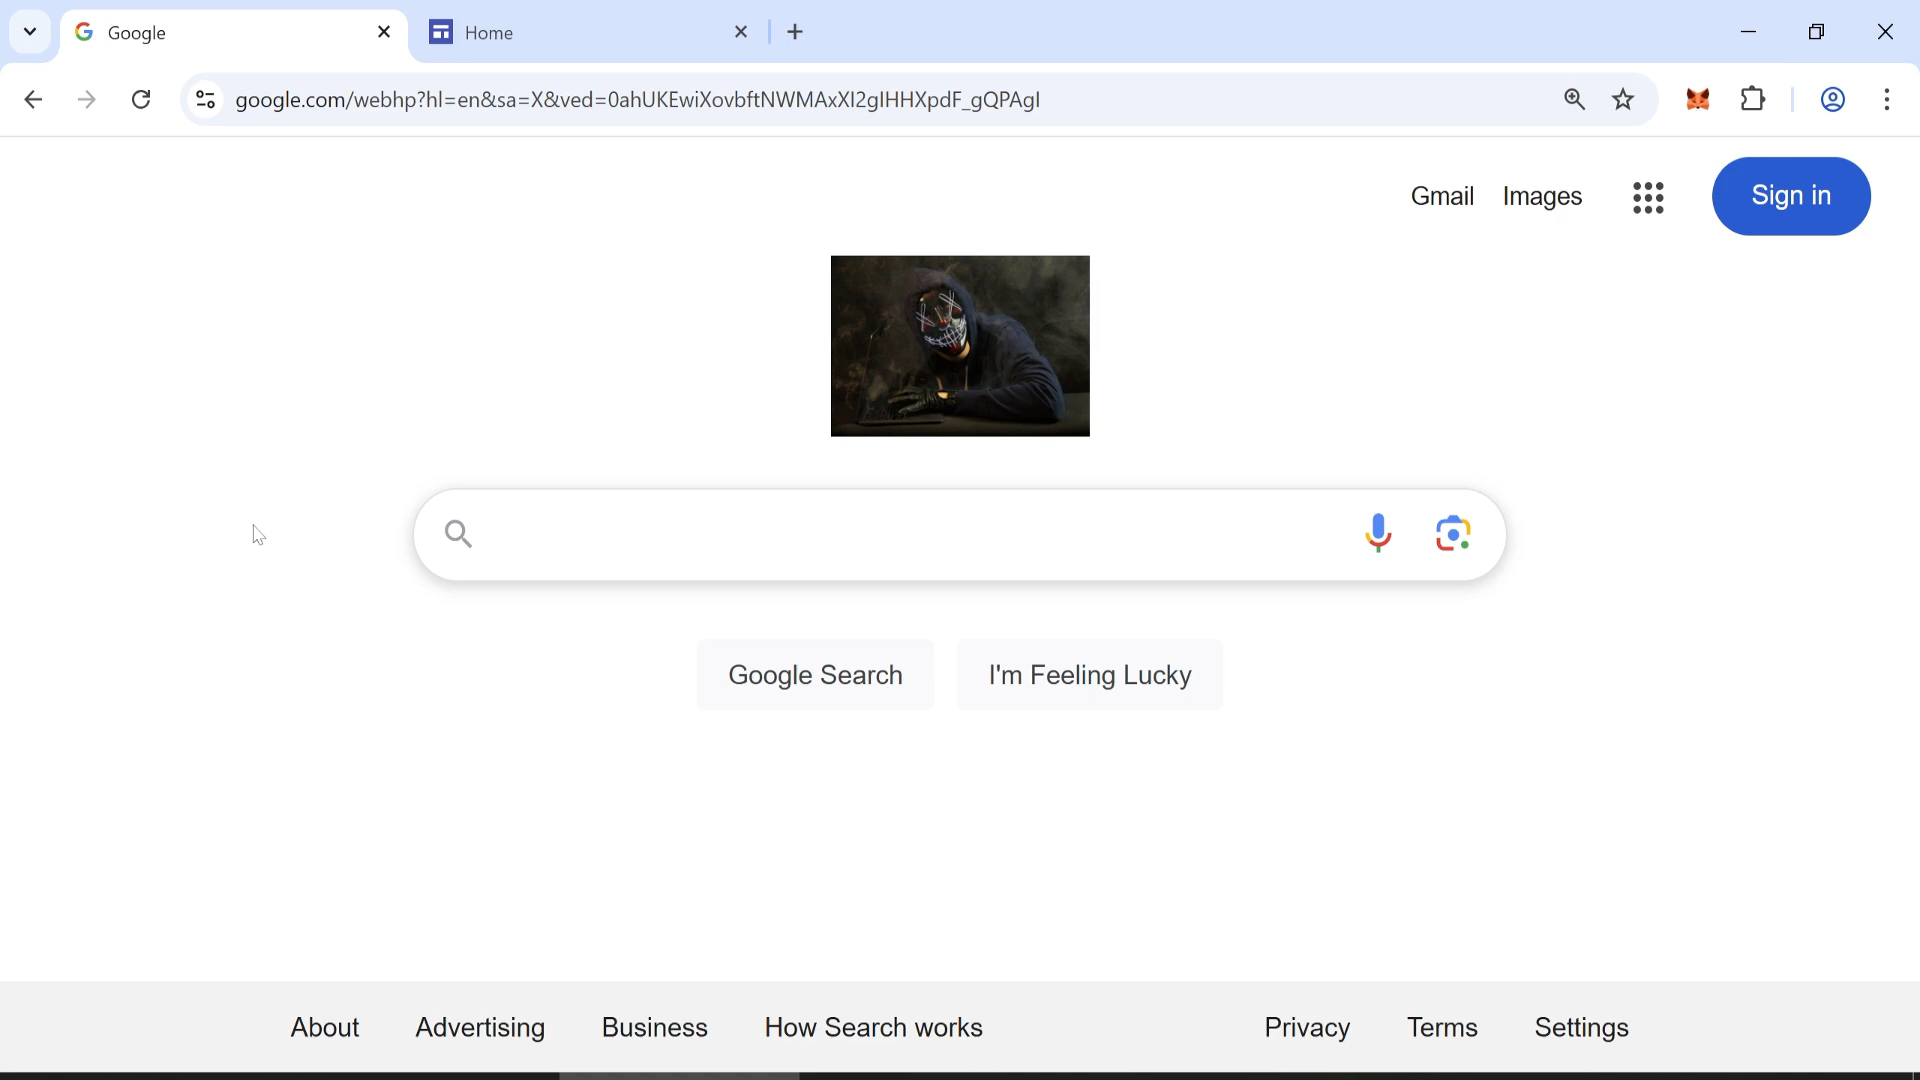 Google
Home
google.com/webhp?hl=en&sa=X&ved=0ahUKEwiXovbftNWMAxXI2gIHHXpdF_gQPAgI
Gmail Images Sign in
Google Search I'm Feeling Lucky
About Advertising Business How Search works Privacy Terms Settings